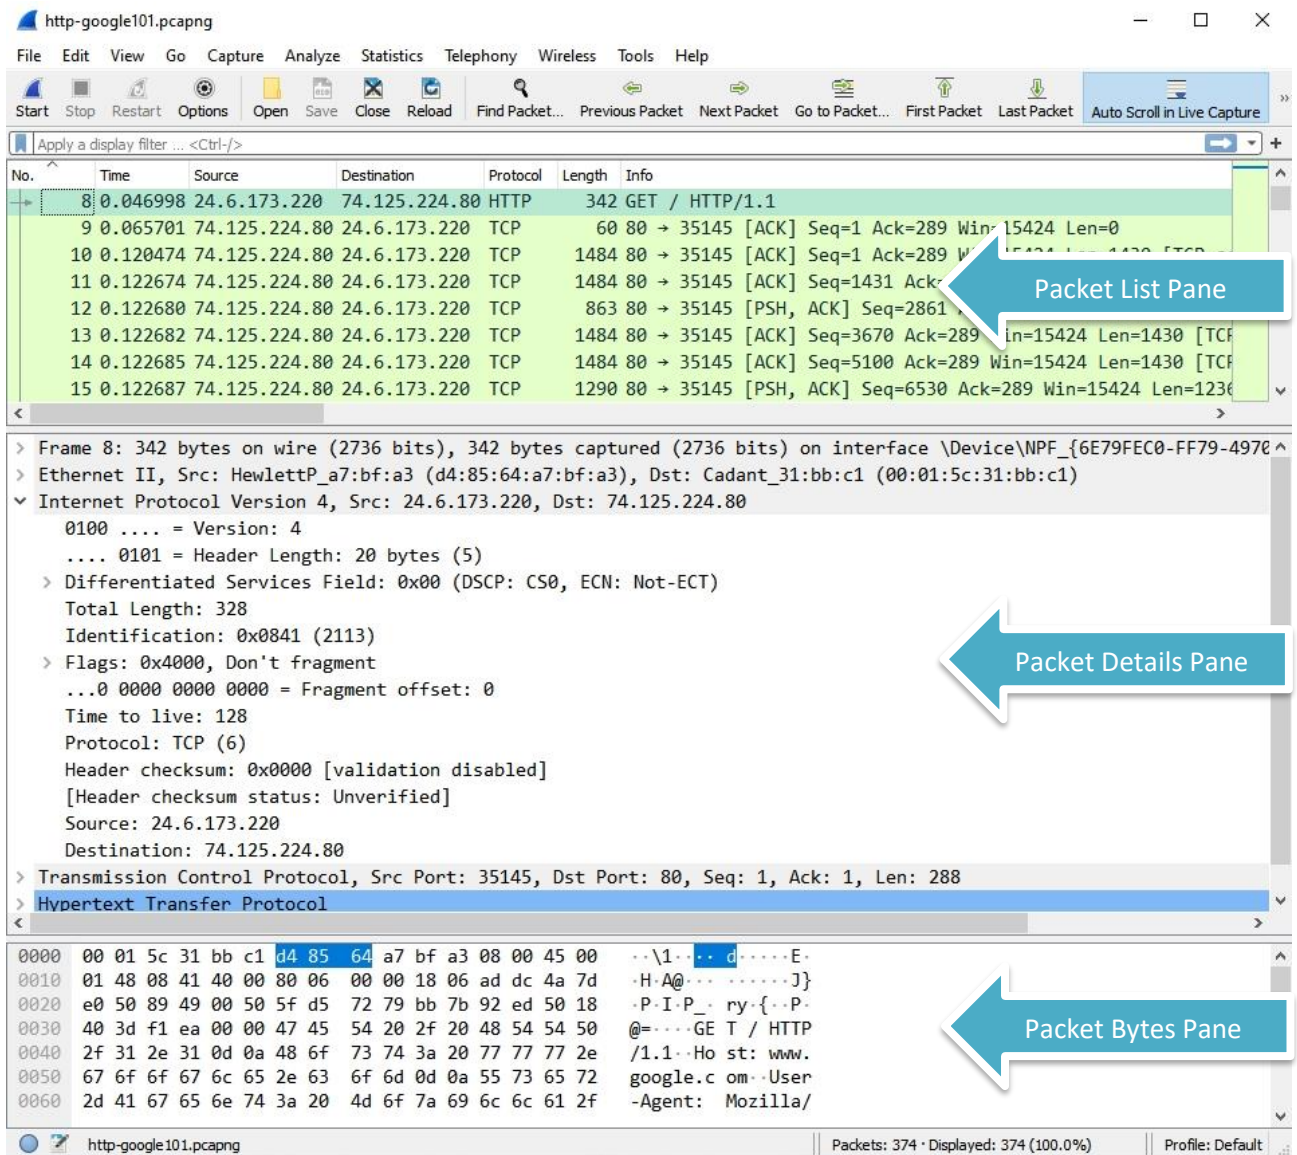 http-google101.pcapng
File Edit View Go Capture Analyze Statistics Telephony Wireless Tools Help
Start Stop Restart Options Open Save Close Reload Find Packet... Previous Packet Next Packet Go to Packet... First Packet Last Packet Auto Scroll in Live Capture »
Apply a display filter ... <Ctrl-/>
No. Time Source Destination Protocol Length Info
8 0.046998 24.6.173.220 74.125.224.80 HTTP 342 GET / HTTP/1.1
9 0.065701 74.125.224.80 24.6.173.220 TCP 60 80 → 35145 [ACK] Seq=1 Ack=289 Win=15424 Len=0
10 0.120474 74.125.224.80 24.6.173.220 TCP 1484 80 → 35145 [ACK] Seq=1 Ack=289
11 0.122674 74.125.224.80 24.6.173.220 TCP 1484 80 → 35145 [ACK] Seq=1431
Packet List Pane
12 0.122680 74.125.224.80 24.6.173.220 TCP 863 80 → 35145 [PSH, ACK] Seq=2861
13 0.122682 74.125.224.80 24.6.173.220 TCP 1484 80 → 35145 [ACK] Seq=3670 Ack=289 Win=15424 Len=1430 [TCP
14 0.122685 74.125.224.80 24.6.173.220 TCP 1484 80 → 35145 [ACK] Seq=5100 Ack=289 Win=15424 Len=1430 [TCP
15 0.122687 74.125.224.80 24.6.173.220 TCP 1290 80 → 35145 [PSH, ACK] Seq=6530 Ack=289 Win=15424 Len=1236
Frame 8: 342 bytes on wire (2736 bits), 342 bytes captured (2736 bits) on interface \Device\NPF_{6E79FEC0-FF79-4970
Ethernet II, Src: HewlettP_a7:bf:a3 (d4:85:64:a7:bf:a3), Dst: Cadant_31:bb:c1 (00:01:5c:31:bb:c1)
Internet Protocol Version 4, Src: 24.6.173.220, Dst: 74.125.224.80
0100 .... = Version: 4
.... 0101 = Header Length: 20 bytes (5)
Differentiated Services Field: 0x00 (DSCP: CS0, ECN: Not-ECT)
Total Length: 328
Identification: 0x0841 (2113)
Flags: 0x4000, Don't fragment
Packet Details Pane
...0 0000 0000 0000 = Fragment offset: 0
Time to live: 128
Protocol: TCP (6)
Header checksum: 0x0000 [validation disabled]
[Header checksum status: Unverified]
Source: 24.6.173.220
Destination: 74.125.224.80
Transmission Control Protocol, Src Port: 35145, Dst Port: 80, Seq: 1, Ack: 1, Len: 288
Hypertext Transfer Protocol
0000 00 01 5c 31 bb c1 d4 85 64 a7 bf a3 08 00 45 00 ··\1···· d·····E·
0010 01 48 08 41 40 00 80 06 00 00 18 06 ad dc 4a 7d ·H·A@··· ······J}
0020 e0 50 89 49 00 50 5f d5 72 79 bb 7b 92 ed 50 18 ·P·I·P_· ry·{··P·
0030 40 3d f1 ea 00 00 47 45 54 20 2f 20 48 54 54 50 @=····GE T / HTTP
Packet Bytes Pane
0040 2f 31 2e 31 0d 0a 48 6f 73 74 3a 20 77 77 77 2e /1.1··Ho st: www.
0050 67 6f 6f 67 6c 65 2e 63 6f 6d 0d 0a 55 73 65 72 google.c om··User
0060 2d 41 67 65 6e 74 3a 20 4d 6f 7a 69 6c 6c 61 2f -Agent: Mozilla/
http-google101.pcapng Packets: 374 · Displayed: 374 (100.0%) Profile: Default